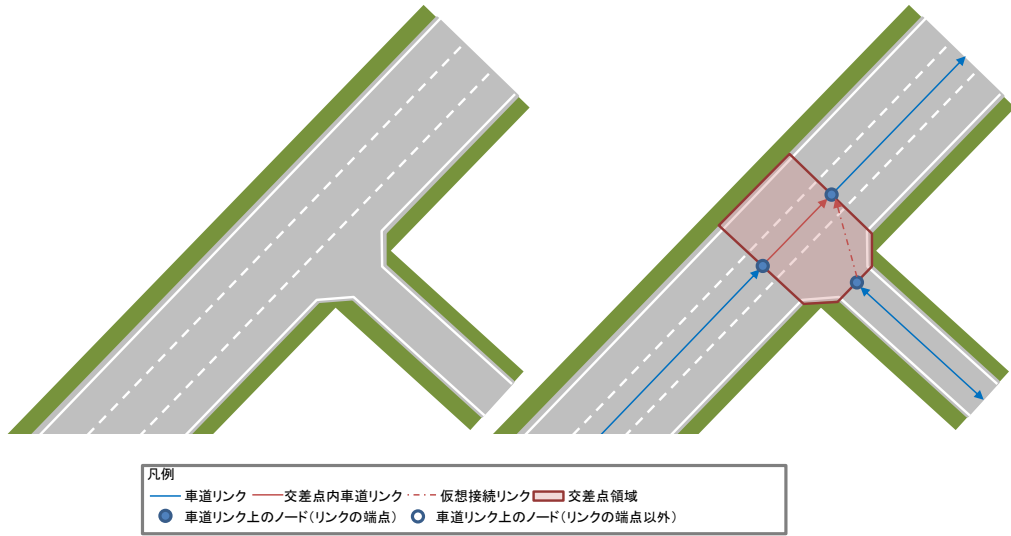 凡例
車道リンク 交差点内車道リンク 仮想接続リンク 交差点領域
車道リンク上のノード(リンクの端点) 車道リンク上のノード(リンクの端点以外)